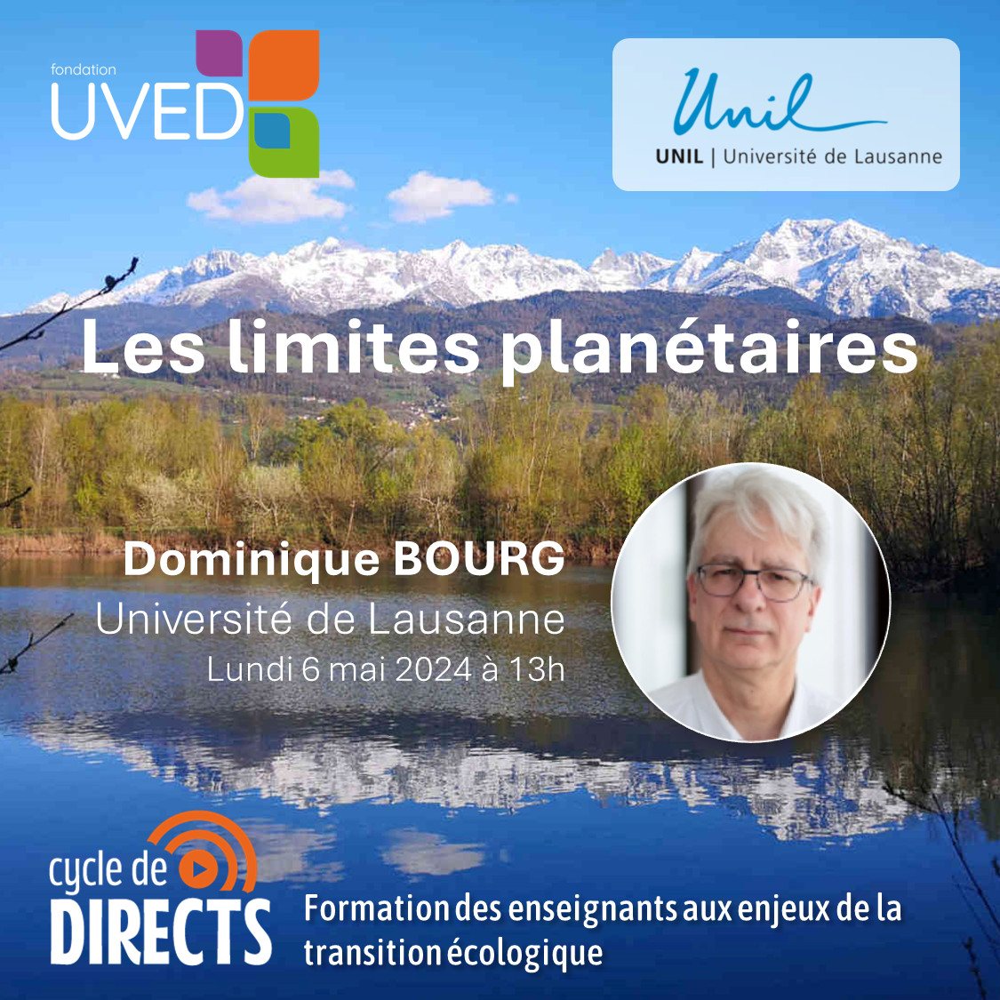 fondation
UVED
Unil
UNIL | Université de Lausanne
Les limites planétaires
Dominique BOURG
Université de Lausanne
Lundi 6 mai 2024 à 13h
cycle de
DIRECTS
Formation des enseignants aux enjeux de la
transition écologique